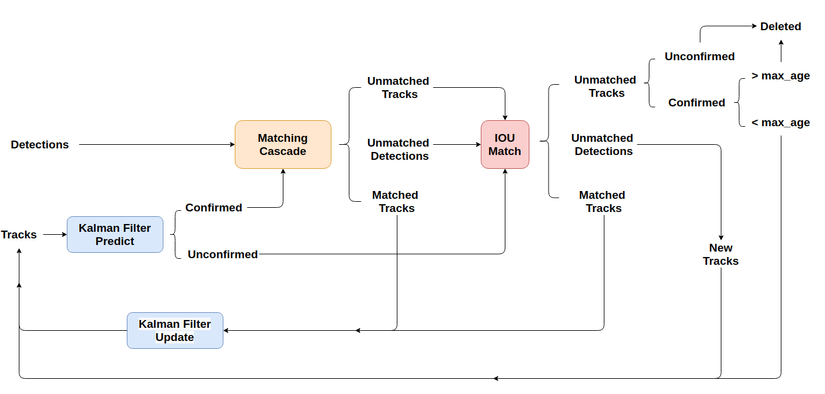 Deleted
Unconfirmed
> max_age
Unmatched
Tracks
Unmatched
Tracks
Confirmed
< max_age
Detections
Matching
Cascade
Unmatched
Detections
IOU
Match
Unmatched
Detections
Matched
Tracks
Matched
Tracks
Confirmed
Tracks
Kalman Filter
Predict
Unconfirmed
New
Tracks
Kalman Filter
Update